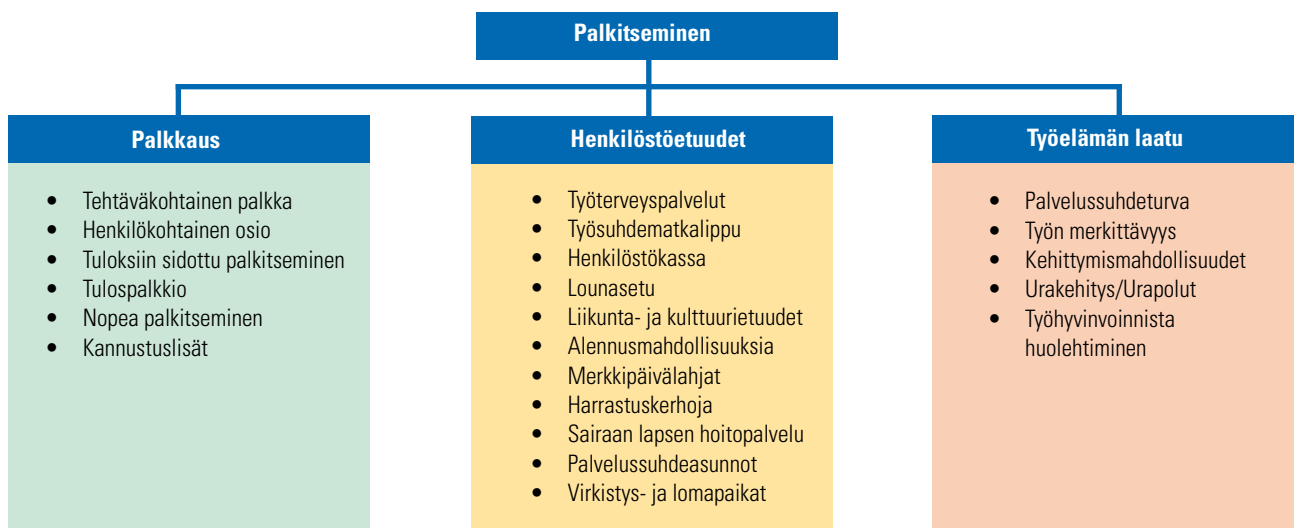 Palkitseminen
Palkkaus
• Tehtäväkohtainen palkka
• Henkilökohtainen osio
• Tuloksiin sidottu palkitseminen
• Tulospalkkio
• Nopea palkitseminen
• Kannustuslisät
Henkilöstöetuudet
• Työterveyspalvelut
• Työsuhdematkalippu
• Henkilöstökassa
• Lounasetu
• Liikunta- ja kulttuurietuudet
• Alennusmahdollisuuksia
• Merkkipäivälahjat
• Harrastuskerhoja
• Sairaan lapsen hoitopalvelu
• Palvelussuhdeasunnot
• Virkistys- ja lomapaikat
Työelämän laatu
• Palvelussuhdeturva
• Työn merkittävyys
• Kehittymismahdollisuudet
• Urakehitys/Urapolut
• Työhyvinvoinnista
huolehtiminen